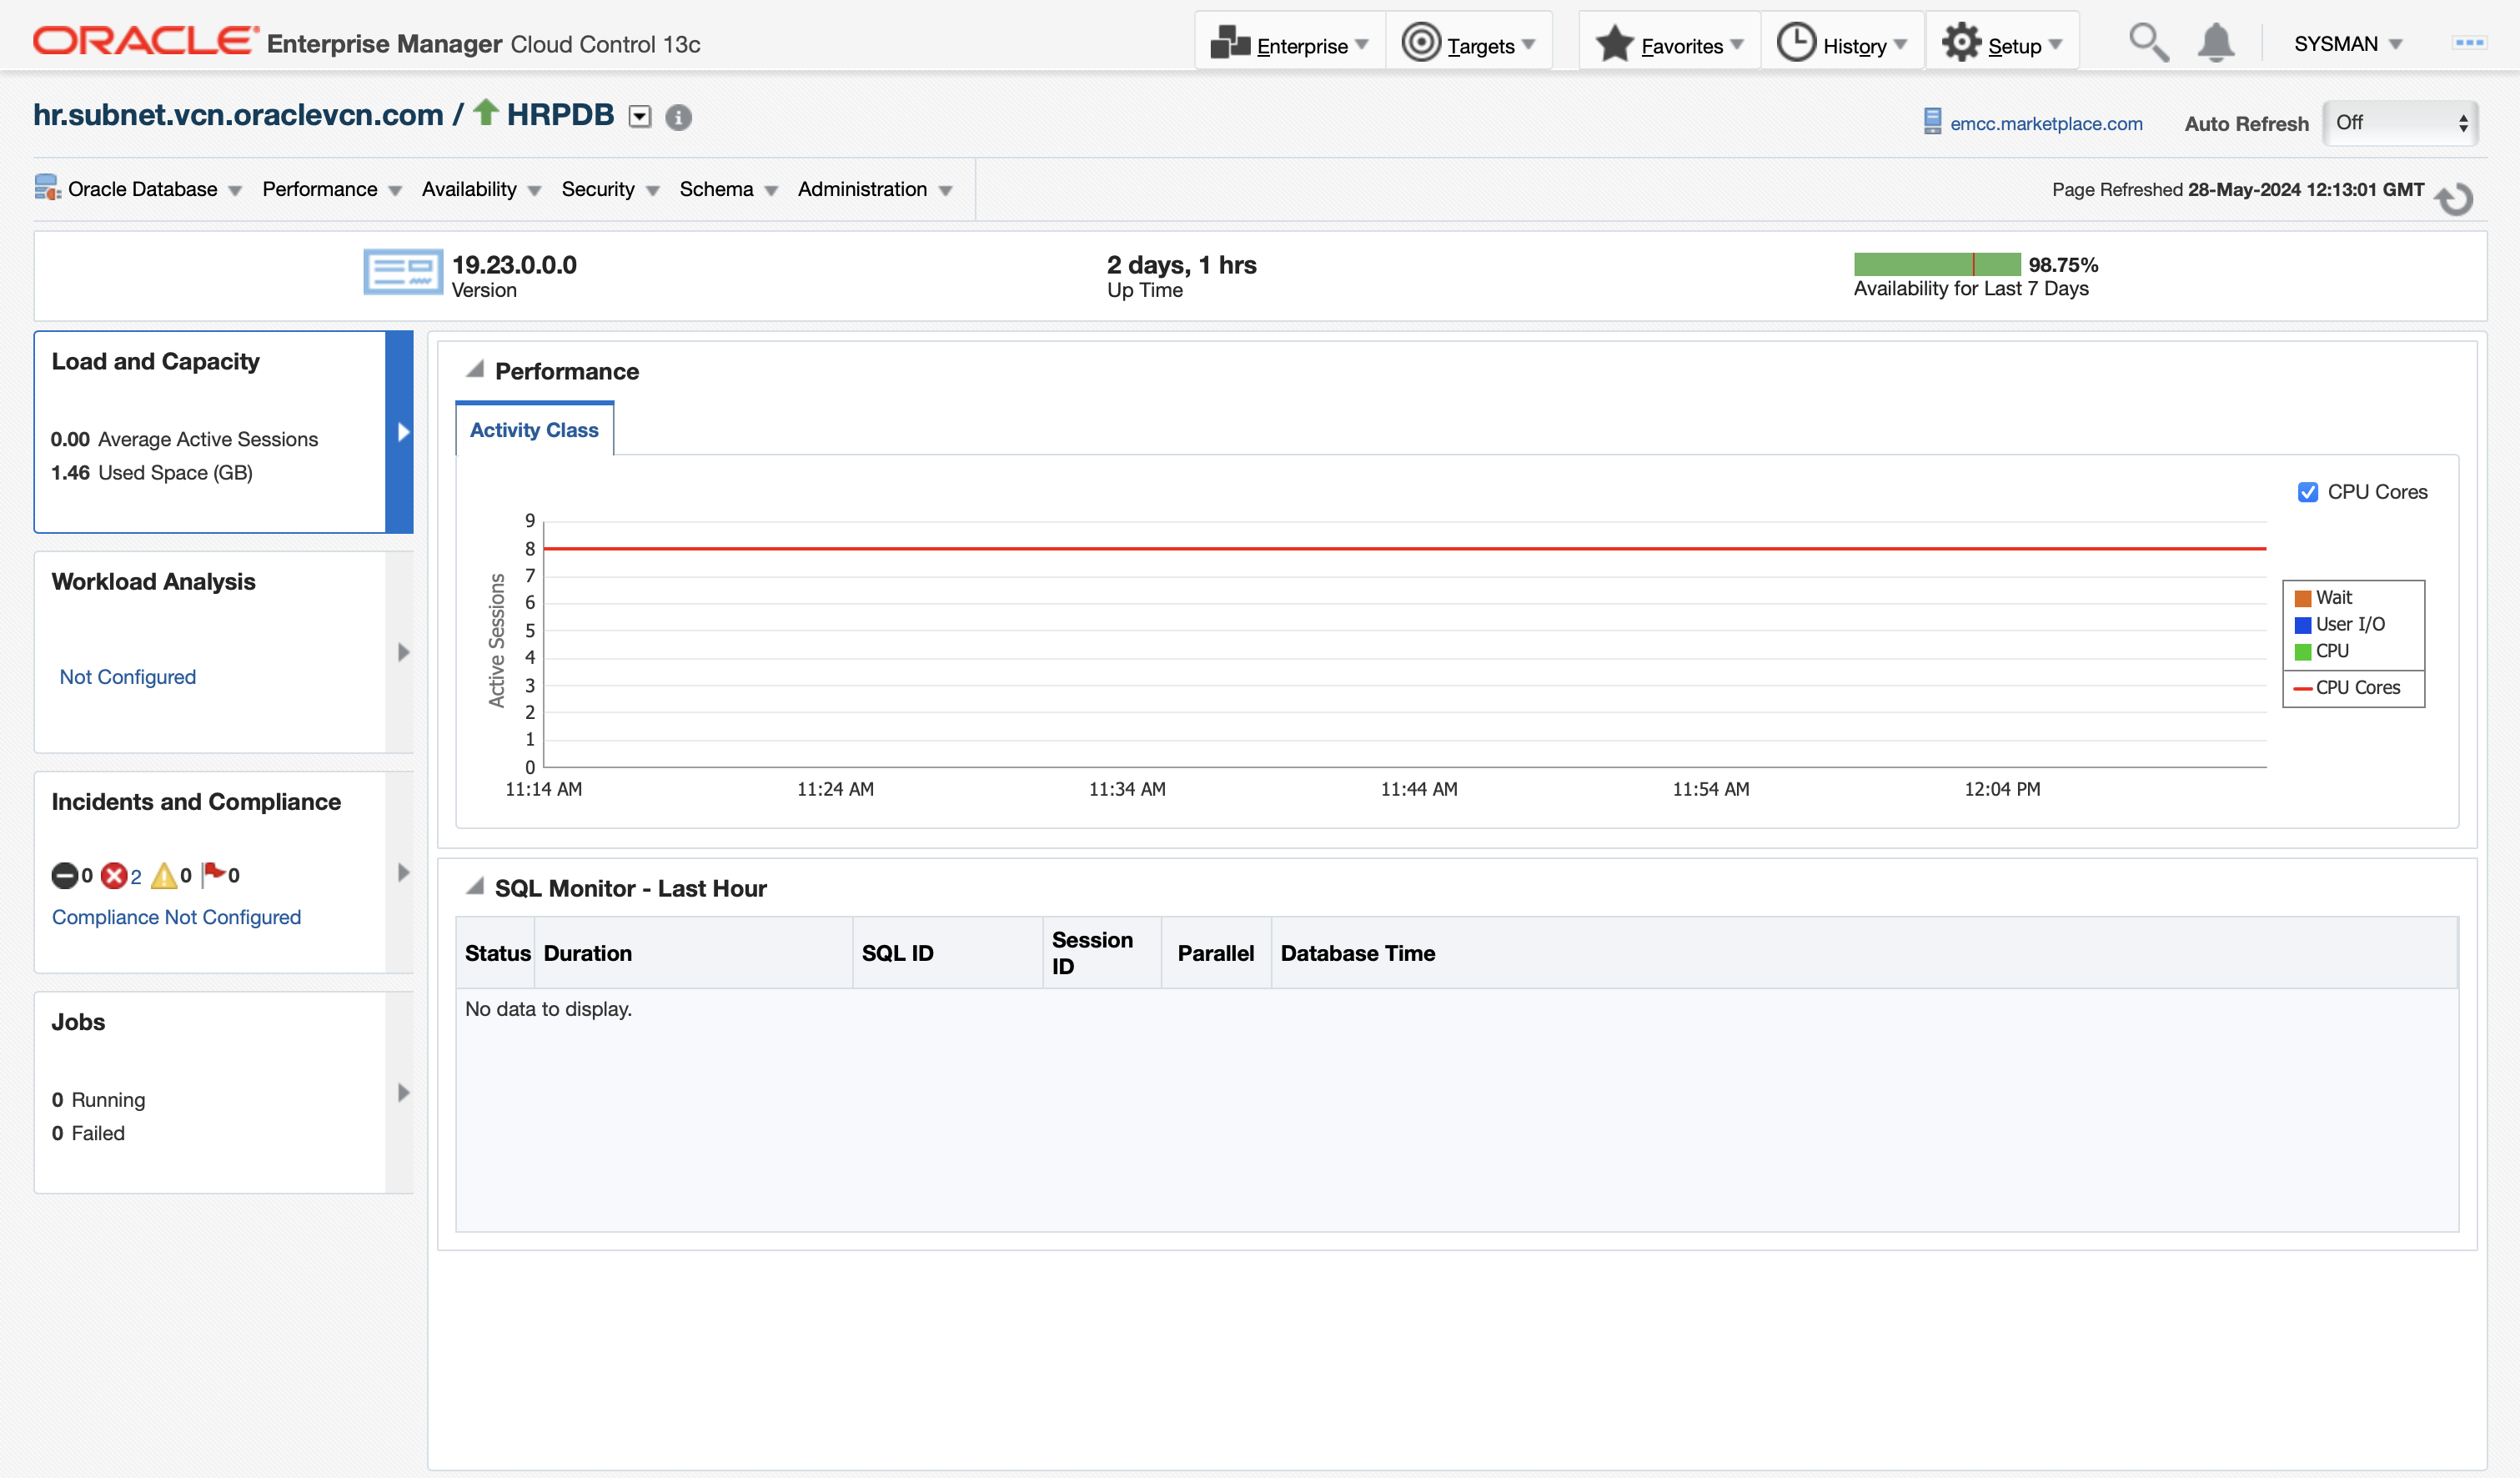 ORACLE Enterprise Manager Cloud Control 13c
Enterprise
Targets
Favorites
History
Setup
SYSMAN
hr.subnet.vcn.oraclevcn.com / HRPDB
emcc.marketplace.com
Auto Refresh
Off
Oracle Database
Performance
Availability
Security
Schema
Administration
Page Refreshed 28-May-2024 12:13:01 GMT
19.23.0.0.0
Version
2 days, 1 hrs
Up Time
98.75%
Availability for Last 7 Days
Load and Capacity
0.00 Average Active Sessions
1.46 Used Space (GB)
Workload Analysis
Not Configured
Incidents and Compliance
0 2 0 0
Compliance Not Configured
Jobs
0 Running
0 Failed
Performance
Activity Class
CPU Cores
Active Sessions
9
8
7
6
5
4
3
2
1
0
11:14 AM
11:24 AM
11:34 AM
11:44 AM
11:54 AM
12:04 PM
Wait
User I/O
CPU
CPU Cores
SQL Monitor - Last Hour
Status
Duration
SQL ID
Session ID
Parallel
Database Time
No data to display.